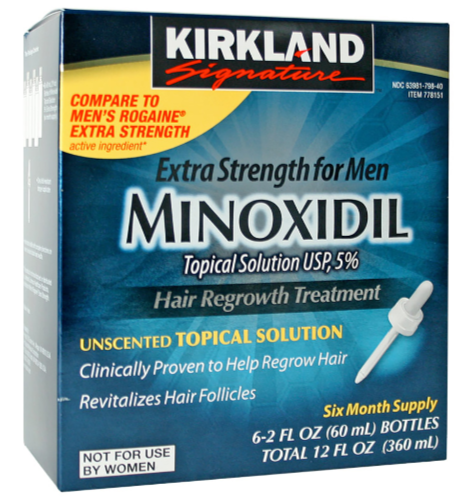 KIRKLAND
Signature
NDC 63981-798-40
ITEM 778151
COMPARE TO
MEN'S ROGAINE®
EXTRA STRENGTH
active ingredient*
Extra Strength for Men
MINOXIDIL
Topical Solution USP, 5%
Hair Regrowth Treatment
UNSCENTED TOPICAL SOLUTION
Clinically Proven to Help Regrow Hair
Revitalizes Hair Follicles
Six Month Supply
6-2 FL OZ (60 mL) BOTTLES
TOTAL 12 FL OZ (360 mL)
NOT FOR USE
BY WOMEN